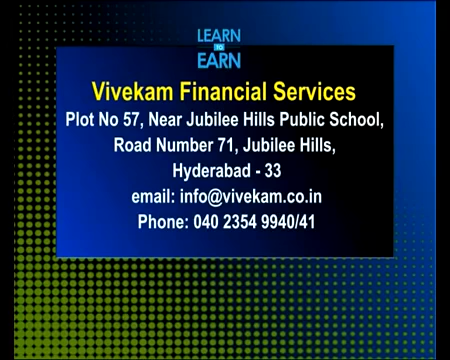 LEARN
TO
EARN
Vivekam Financial Services
Plot No 57, Near Jubilee Hills Public School,
Road Number 71, Jubilee Hills,
Hyderabad - 33
email: info@vivekam.co.in
Phone: 040 2354 9940/41